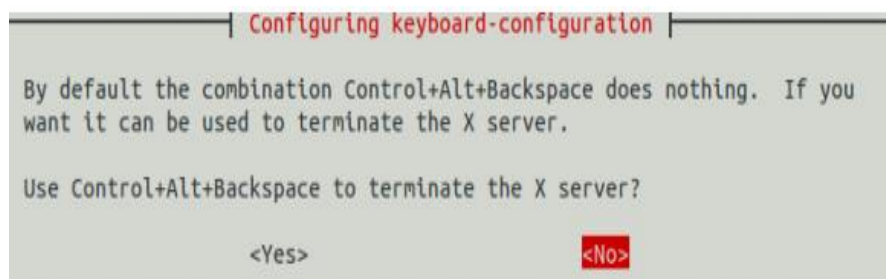 Configuring keyboard-configuration
By default the combination Control+Alt+Backspace does nothing. If you
want it can be used to terminate the X server.
Use Control+Alt+Backspace to terminate the X server?
<Yes> <No>